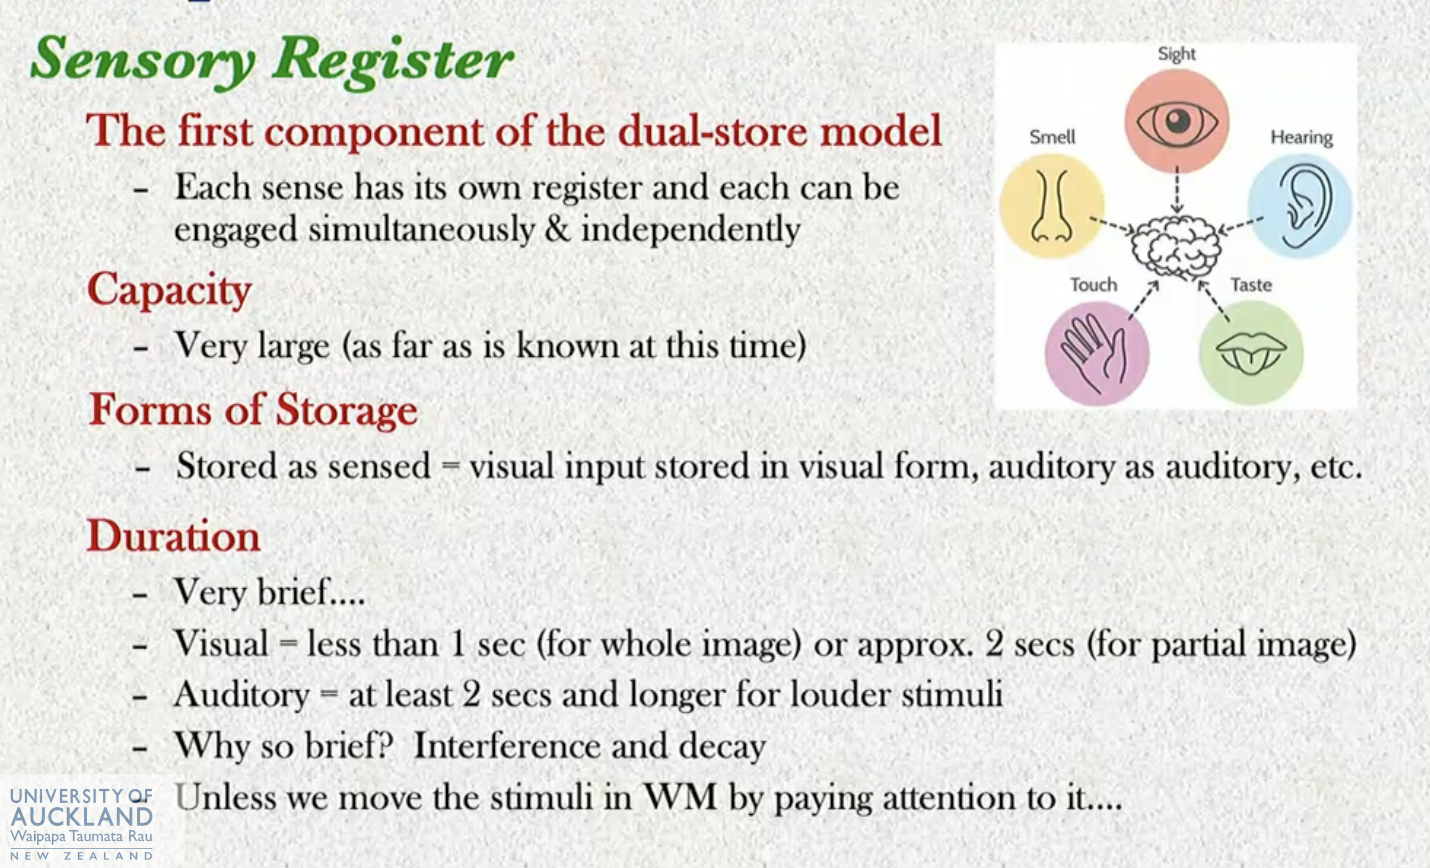 Sensory Register
The first component of the dual-store model
– Each sense has its own register and each can be
engaged simultaneously & independently
Capacity
– Very large (as far as is known at this time)
Forms of Storage
– Stored as sensed = visual input stored in visual form, auditory as auditory, etc.
Duration
– Very brief....
– Visual = less than 1 sec (for whole image) or approx. 2 secs (for partial image)
– Auditory = at least 2 secs and longer for louder stimuli
– Why so brief?  Interference and decay
– Unless we move the stimuli in WM by paying attention to it....
Sight
Smell
Hearing
Touch
Taste
UNIVERSITY OF
AUCKLAND
Waipapa Taumata Rau
NEW ZEALAND